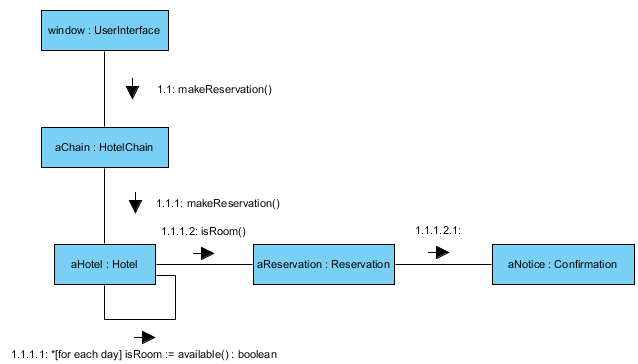 window : UserInterface
1.1: makeReservation()
aChain : HotelChain
1.1.1: makeReservation()
1.1.1.2: isRoom()
1.1.1.2.1:
aHotel : Hotel
aReservation : Reservation
aNotice : Confirmation
1.1.1.1: *[for each day] isRoom := available() : boolean